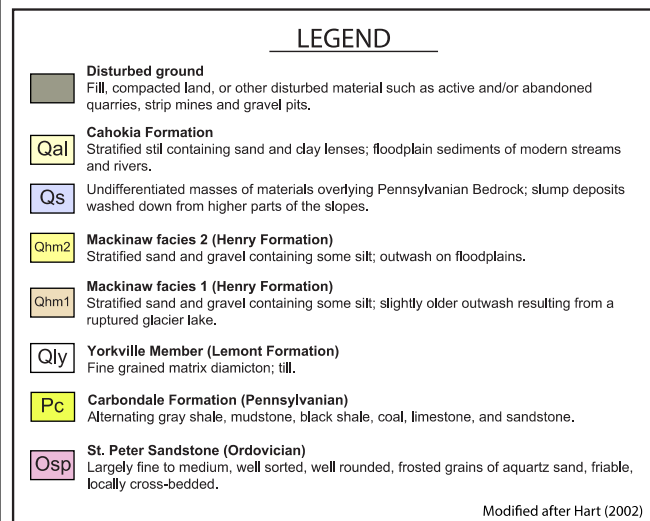 LEGEND
Disturbed ground
Fill, compacted land, or other disturbed material such as active and/or abandoned
quarries, strip mines and gravel pits.
Qal
Cahokia Formation
Stratified stil containing sand and clay lenses; floodplain sediments of modern streams
and rivers.
Qs
Undifferentiated masses of materials overlying Pennsylvanian Bedrock; slump deposits
washed down from higher parts of the slopes.
Qhm2
Mackinaw facies 2 (Henry Formation)
Stratified sand and gravel containing some silt; outwash on floodplains.
Qhm1
Mackinaw facies 1 (Henry Formation)
Stratified sand and gravel containing some silt; slightly older outwash resulting from a
ruptured glacier lake.
Qly
Yorkville Member (Lemont Formation)
Fine grained matrix diamicton; till.
Pc
Carbondale Formation (Pennsylvanian)
Alternating gray shale, mudstone, black shale, coal, limestone, and sandstone.
Osp
St. Peter Sandstone (Ordovician)
Largely fine to medium, well sorted, well rounded, frosted grains of aquartz sand, friable,
locally cross-bedded.
Modified after Hart (2002)